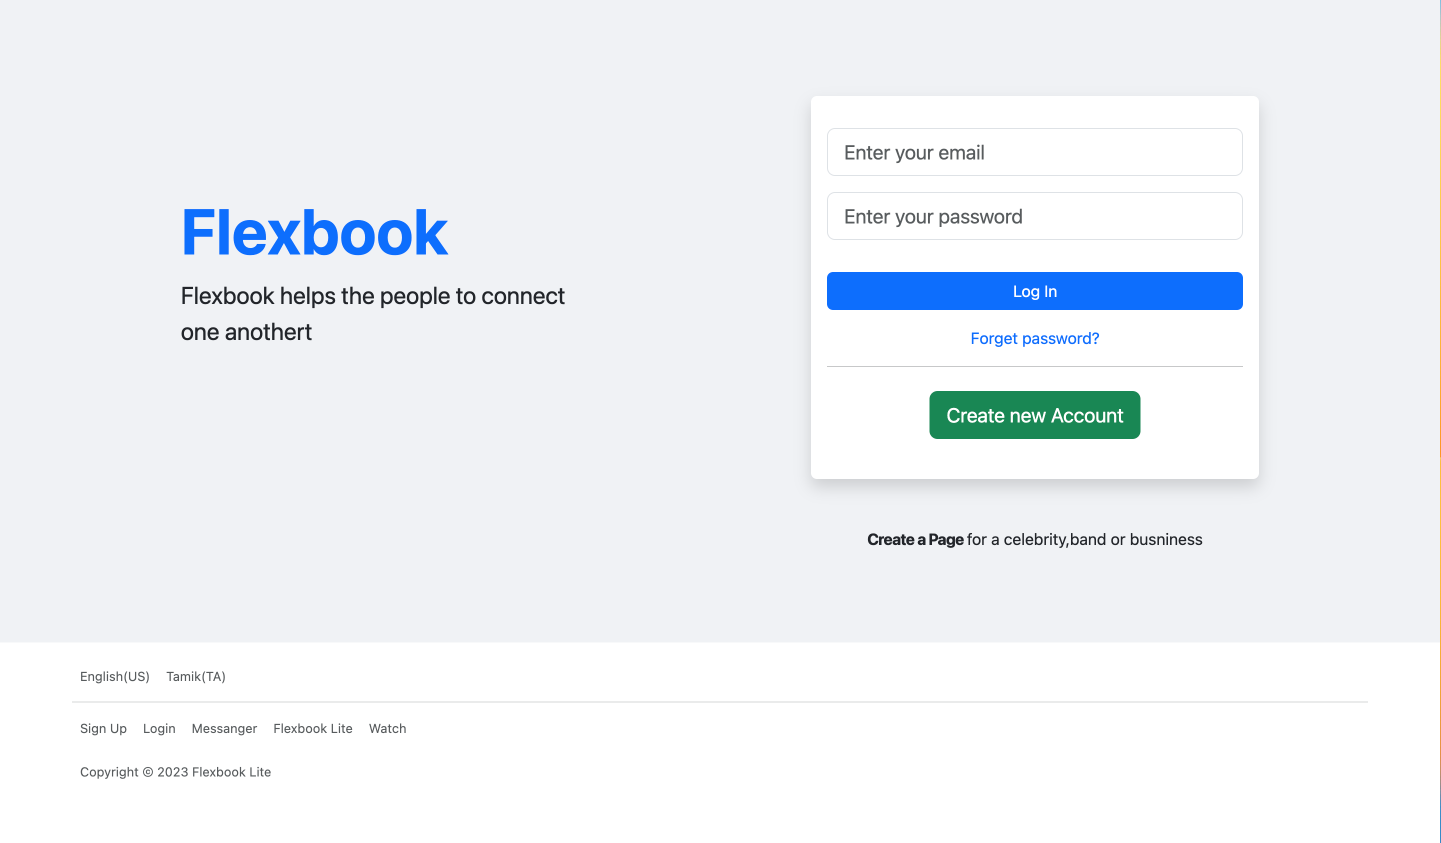 Flexbook
Flexbook helps the people to connect
one anothert
Enter your email
Enter your password
Log In
Forget password?
Create new Account
Create a Page for a celebrity,band or busniness
English(US) Tamik(TA)
Sign Up Login Messanger Flexbook Lite Watch
Copyright © 2023 Flexbook Lite